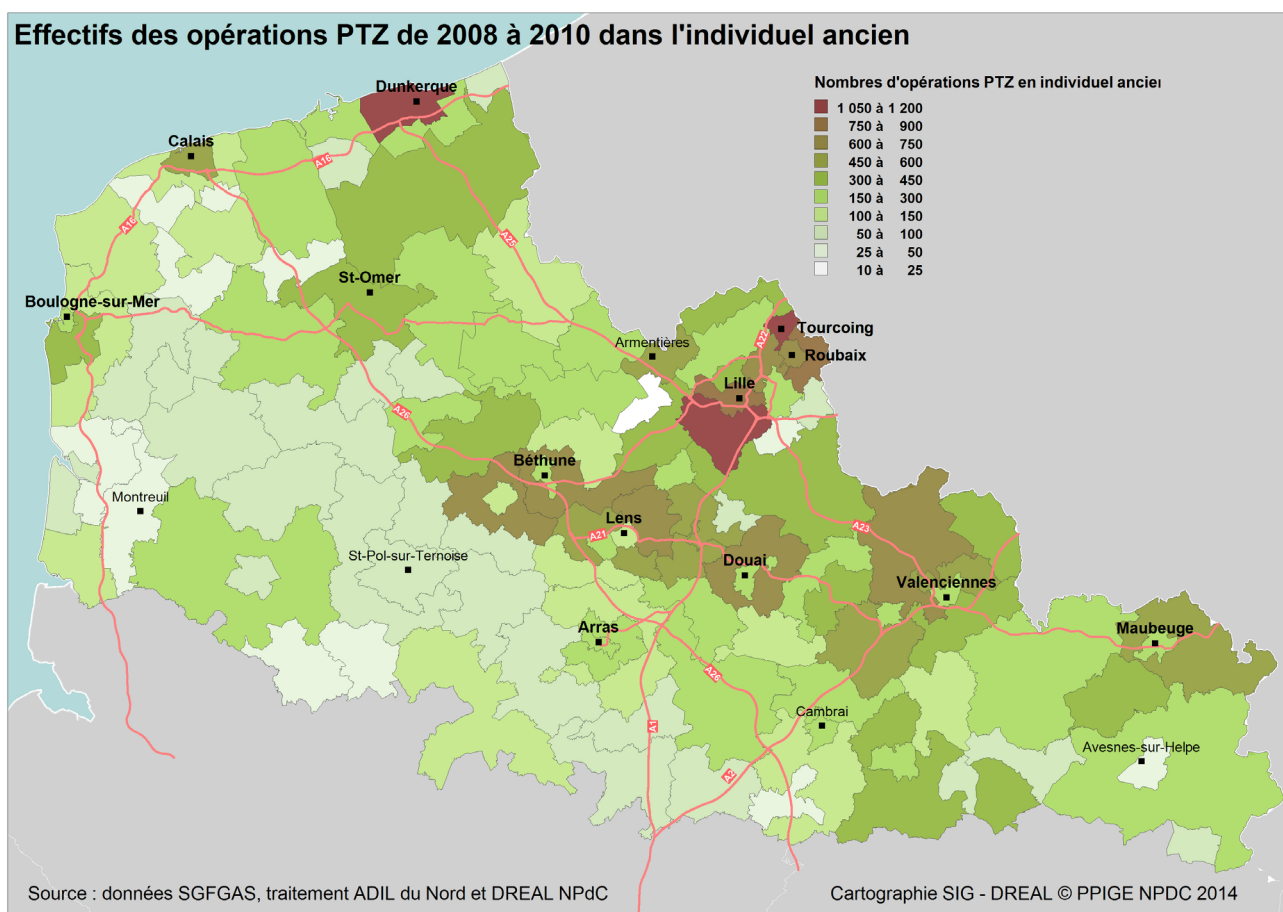 Effectifs des opérations PTZ de 2008 à 2010 dans l'individuel ancien
Nombres d'opérations PTZ en individuel ancien
1 050 à 1 200
750 à 900
600 à 750
450 à 600
300 à 450
150 à 300
100 à 150
50 à 100
25 à 50
10 à 25
Dunkerque
Calais
A16
A16
A25
St-Omer
Boulogne-sur-Mer
Tourcoing
A22
Armentières
Roubaix
Lille
A26
Béthune
Montreuil
Lens
A21
A23
St-Pol-sur-Ternoise
Douai
Valenciennes
Arras
Maubeuge
A26
Cambrai
A1
A2
Avesnes-sur-Helpe
Source : données SGFGAS, traitement ADIL du Nord et DREAL NPdC
Cartographie SIG - DREAL © PPIGE NPDC 2014